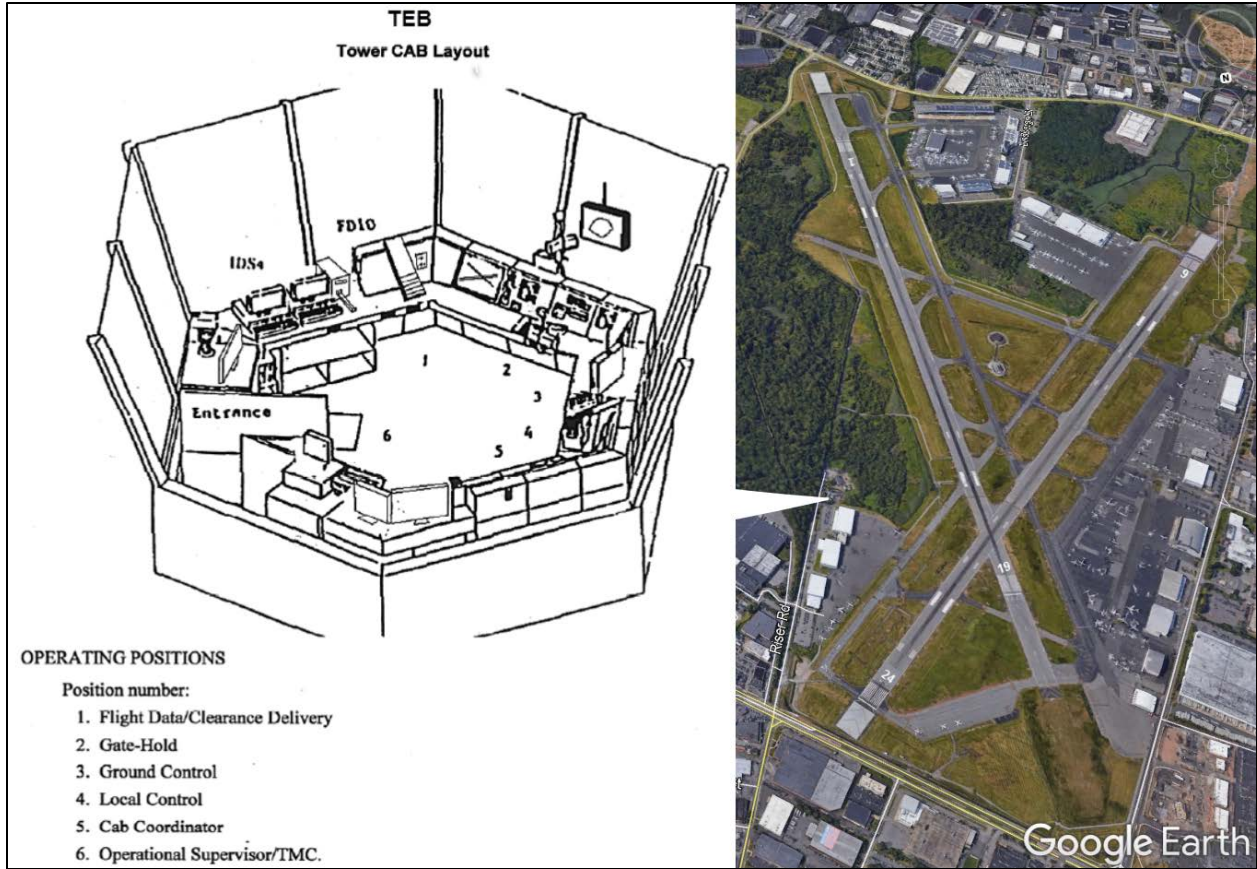 TEB
Tower CAB Layout
FDIO
IDS4
Entrance
1
2
3
4
5
6
OPERATING POSITIONS
Position number:
1. Flight Data/Clearance Delivery
2. Gate-Hold
3. Ground Control
4. Local Control
5. Cab Coordinator
6. Operational Supervisor/TMC.
N
1
9
19
24
Riser Rd
Google Earth